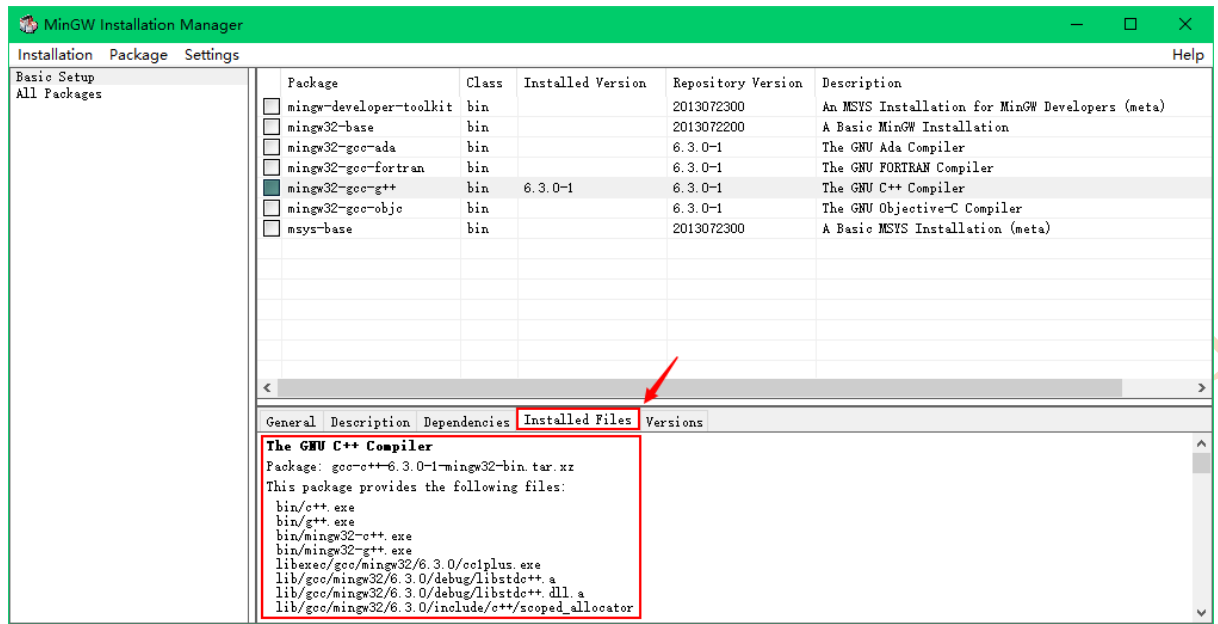 MinGW Installation Manager
Installation Package Settings Help
Basic Setup
All Packages
Package Class Installed Version Repository Version Description
mingw-developer-toolkit bin 2013072300 An MSYS Installation for MinGW Developers (meta)
mingw32-base bin 2013072200 A Basic MinGW Installation
mingw32-gcc-ada bin 6.3.0-1 The GNU Ada Compiler
mingw32-gcc-fortran bin 6.3.0-1 The GNU FORTRAN Compiler
mingw32-gcc-g++ bin 6.3.0-1 6.3.0-1 The GNU C++ Compiler
mingw32-gcc-objc bin 6.3.0-1 The GNU Objective-C Compiler
msys-base bin 2013072300 A Basic MSYS Installation (meta)
General Description Dependencies Installed Files Versions
The GNU C++ Compiler
Package: gcc-c++-6.3.0-1-mingw32-bin.tar.xz
This package provides the following files:
bin/c++.exe
bin/g++.exe
bin/mingw32-c++.exe
bin/mingw32-g++.exe
libexec/gcc/mingw32/6.3.0/cc1plus.exe
lib/gcc/mingw32/6.3.0/debug/libstdc++.a
lib/gcc/mingw32/6.3.0/debug/libstdc++.dll.a
lib/gcc/mingw32/6.3.0/include/c++/scoped_allocator